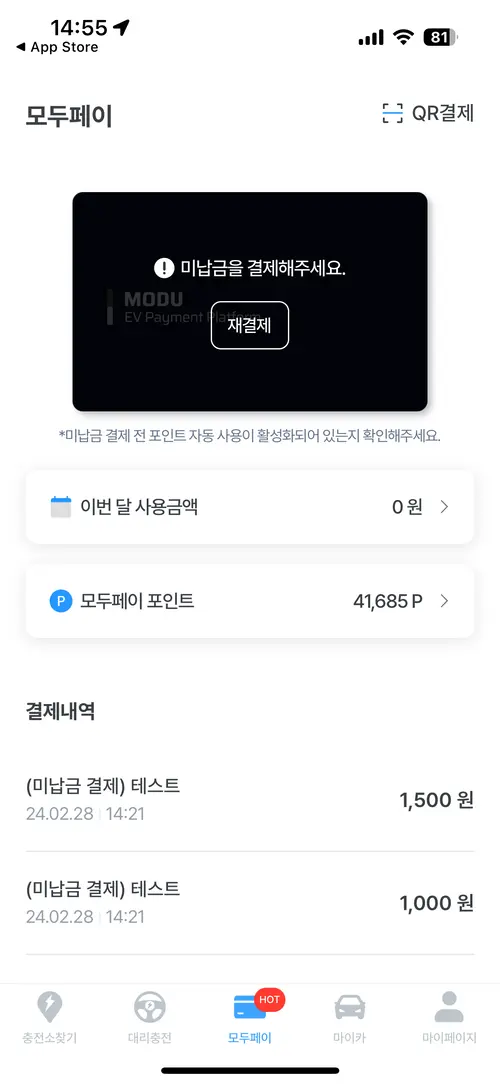 14:55
81
◀ App Store
모두페이
QR결제
미납금을 결제해주세요.
MODU
EV Payment Platform
재결제
*미납금 결제 전 포인트 자동 사용이 활성화되어 있는지 확인해주세요.
이번 달 사용금액
0 원
P
모두페이 포인트
41,685 P
결제내역
(미납금 결제) 테스트
1,500 원
24.02.28 | 14:21
(미납금 결제) 테스트
1,000 원
24.02.28 | 14:21
HOT
충전소찾기
대리충전
모두페이
마이카
마이페이지